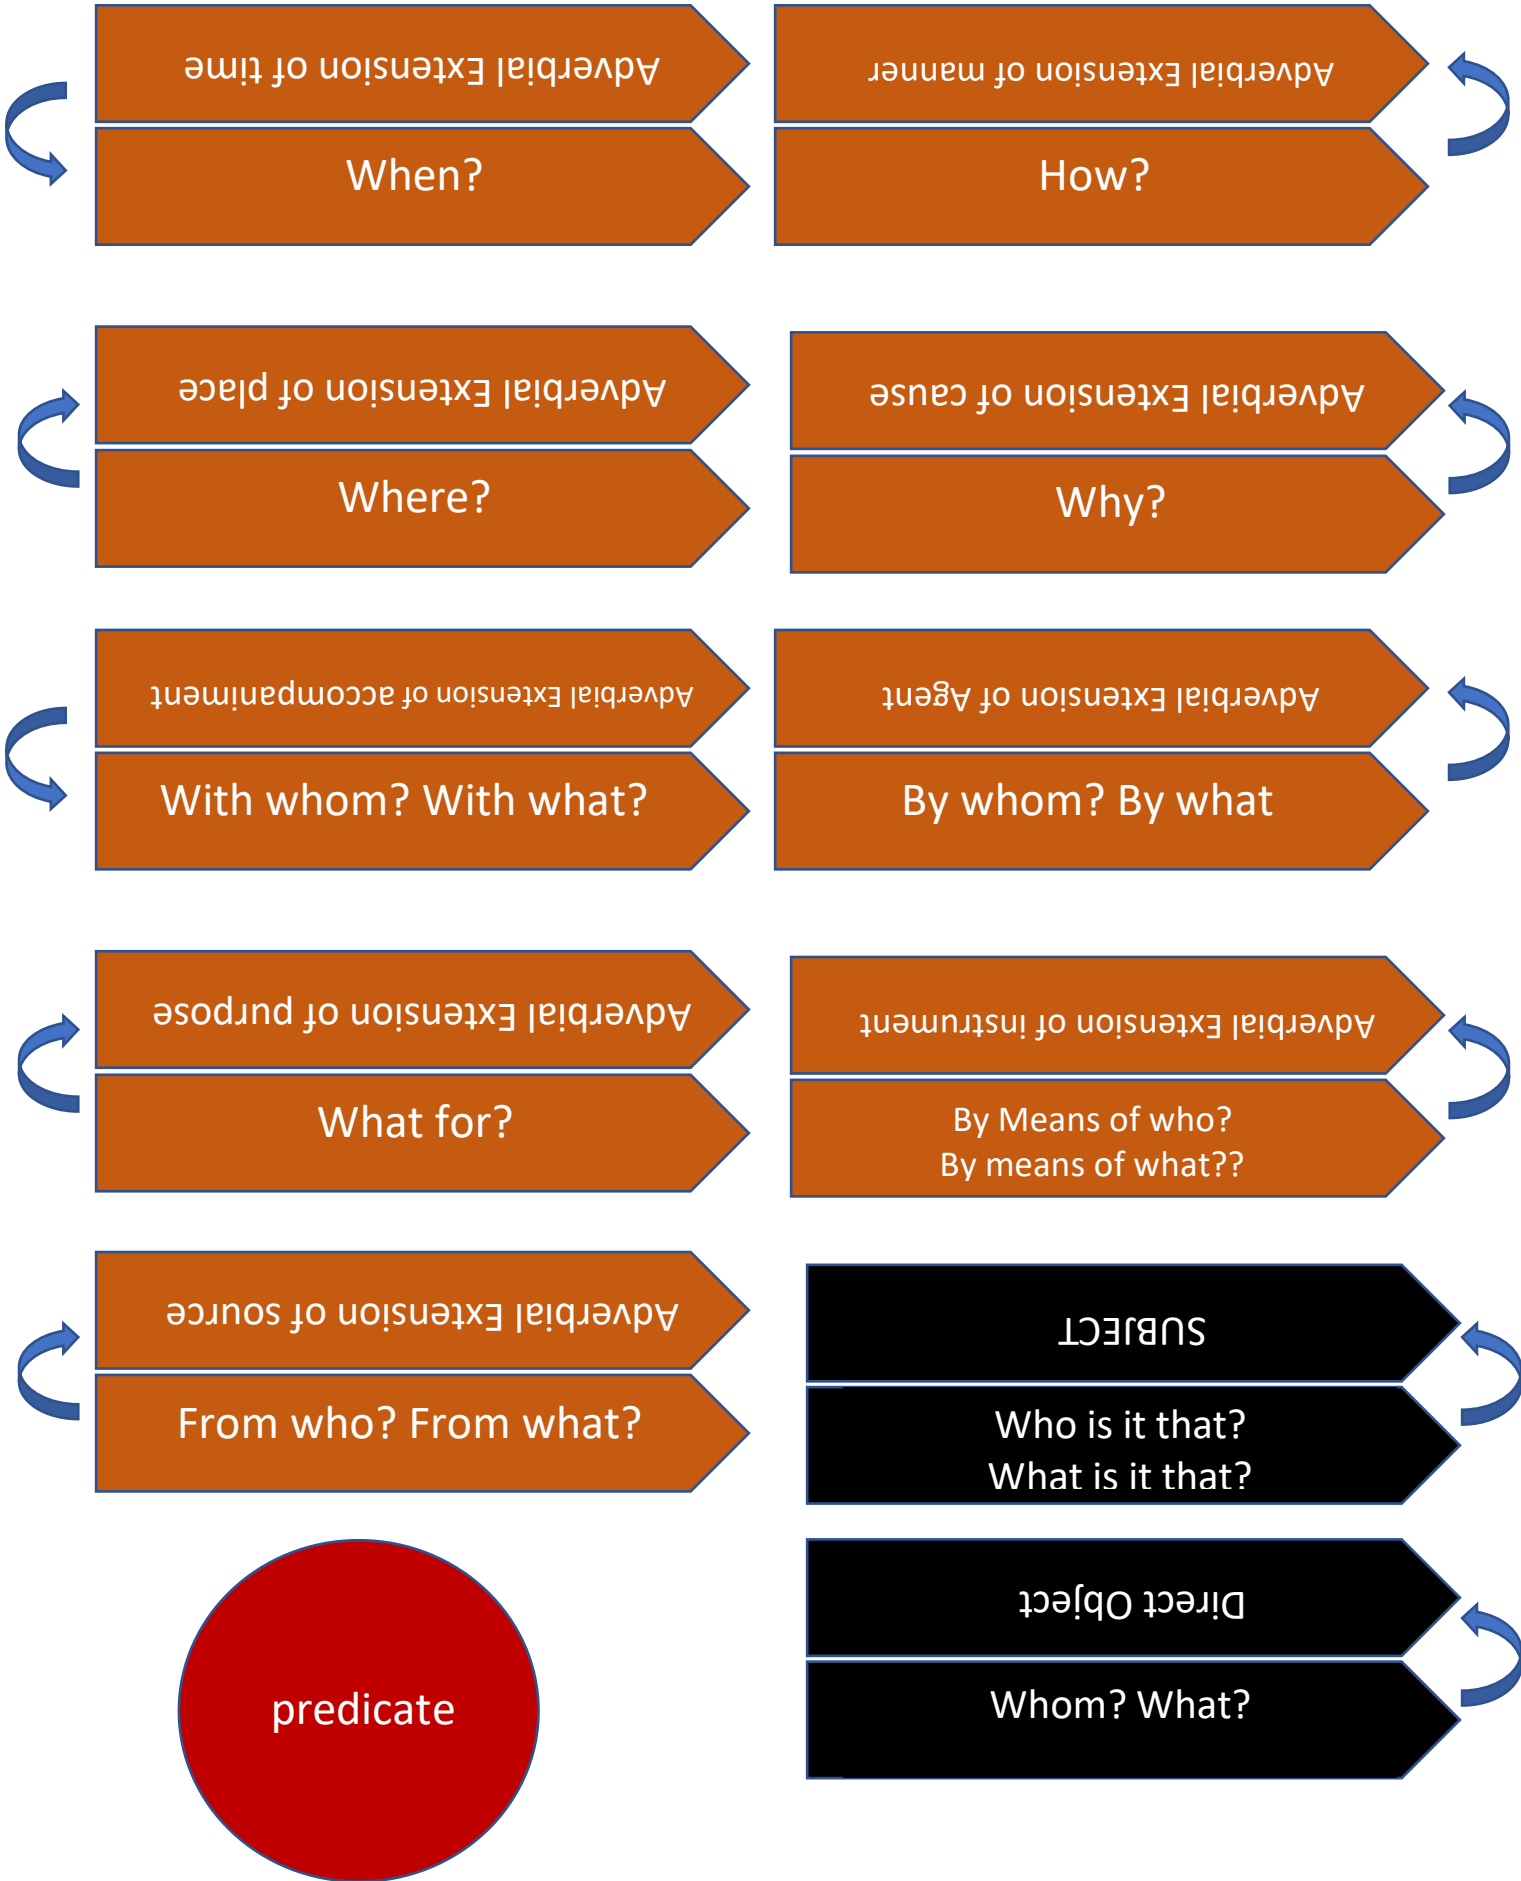 Adverbial Extension of time
When?
Adverbial Extension of manner
How?
Adverbial Extension of place
Where?
Adverbial Extension of cause
Why?
Adverbial Extension of accompaniment
With whom? With what?
Adverbial Extension of Agent
By whom? By what
Adverbial Extension of purpose
What for?
Adverbial Extension of instrument
By Means of who?
By means of what??
Adverbial Extension of source
From who? From what?
SUBJECT
Who is it that?
What is it that?
predicate
Direct Object
Whom? What?